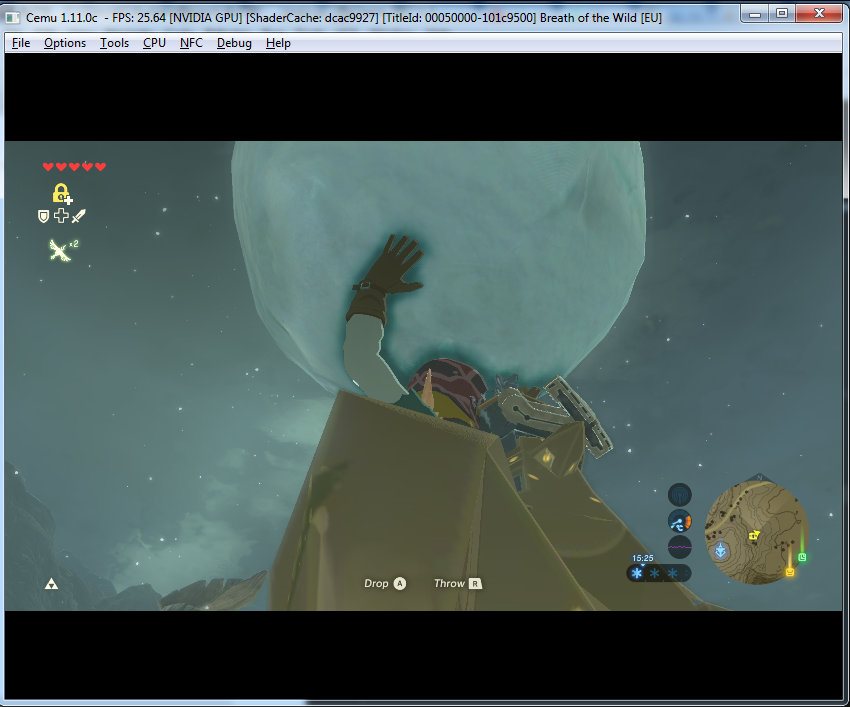 Cemu 1.11.0c - FPS: 25.64 [NVIDIA GPU] [ShaderCache: dcac9927] [TitleId: 00050000-101c9500] Breath of the Wild [EU]
File Options Tools CPU NFC Debug Help
×2
15:25
Drop A Throw R